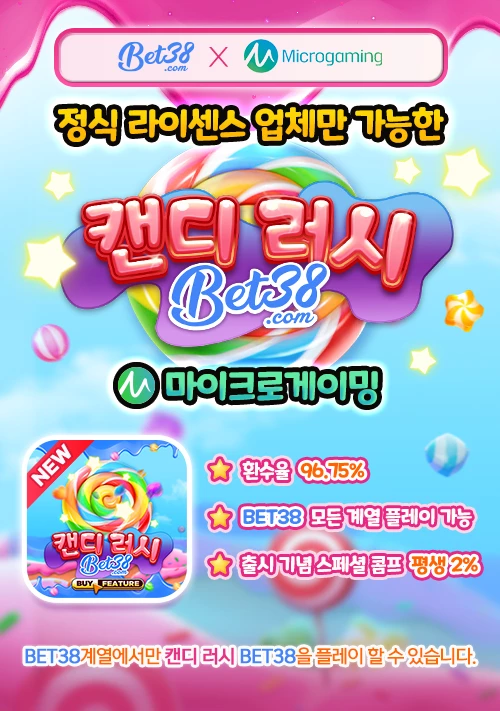 Bet38.com X Microgaming
정식 라이센스 업체만 가능한
캔디 러시
Bet38
.com
마이크로게이밍
NEW
캔디 러시
Bet38
.com
BUY FEATURE
환수율 96.75%
BET38 모든 계열 플레이 가능
출시 기념 스페셜 콤프 평생 2%
BET38계열에서만 캔디 러시 BET38을 플레이 할 수 있습니다.